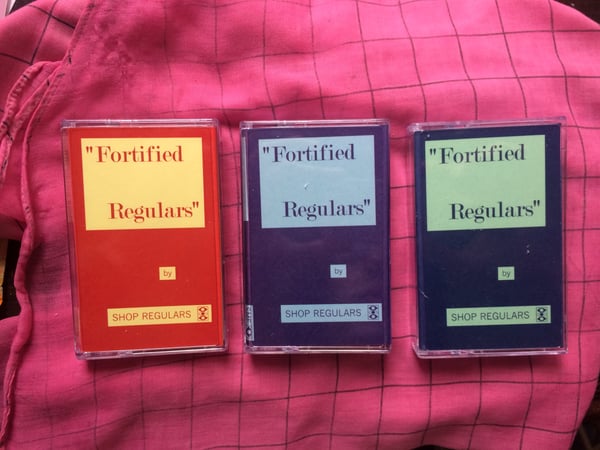 "Fortified
Regulars"
by
SHOP REGULARS
"Fortified
Regulars"
by
SHOP REGULARS
"Fortified
Regulars"
by
SHOP REGULARS